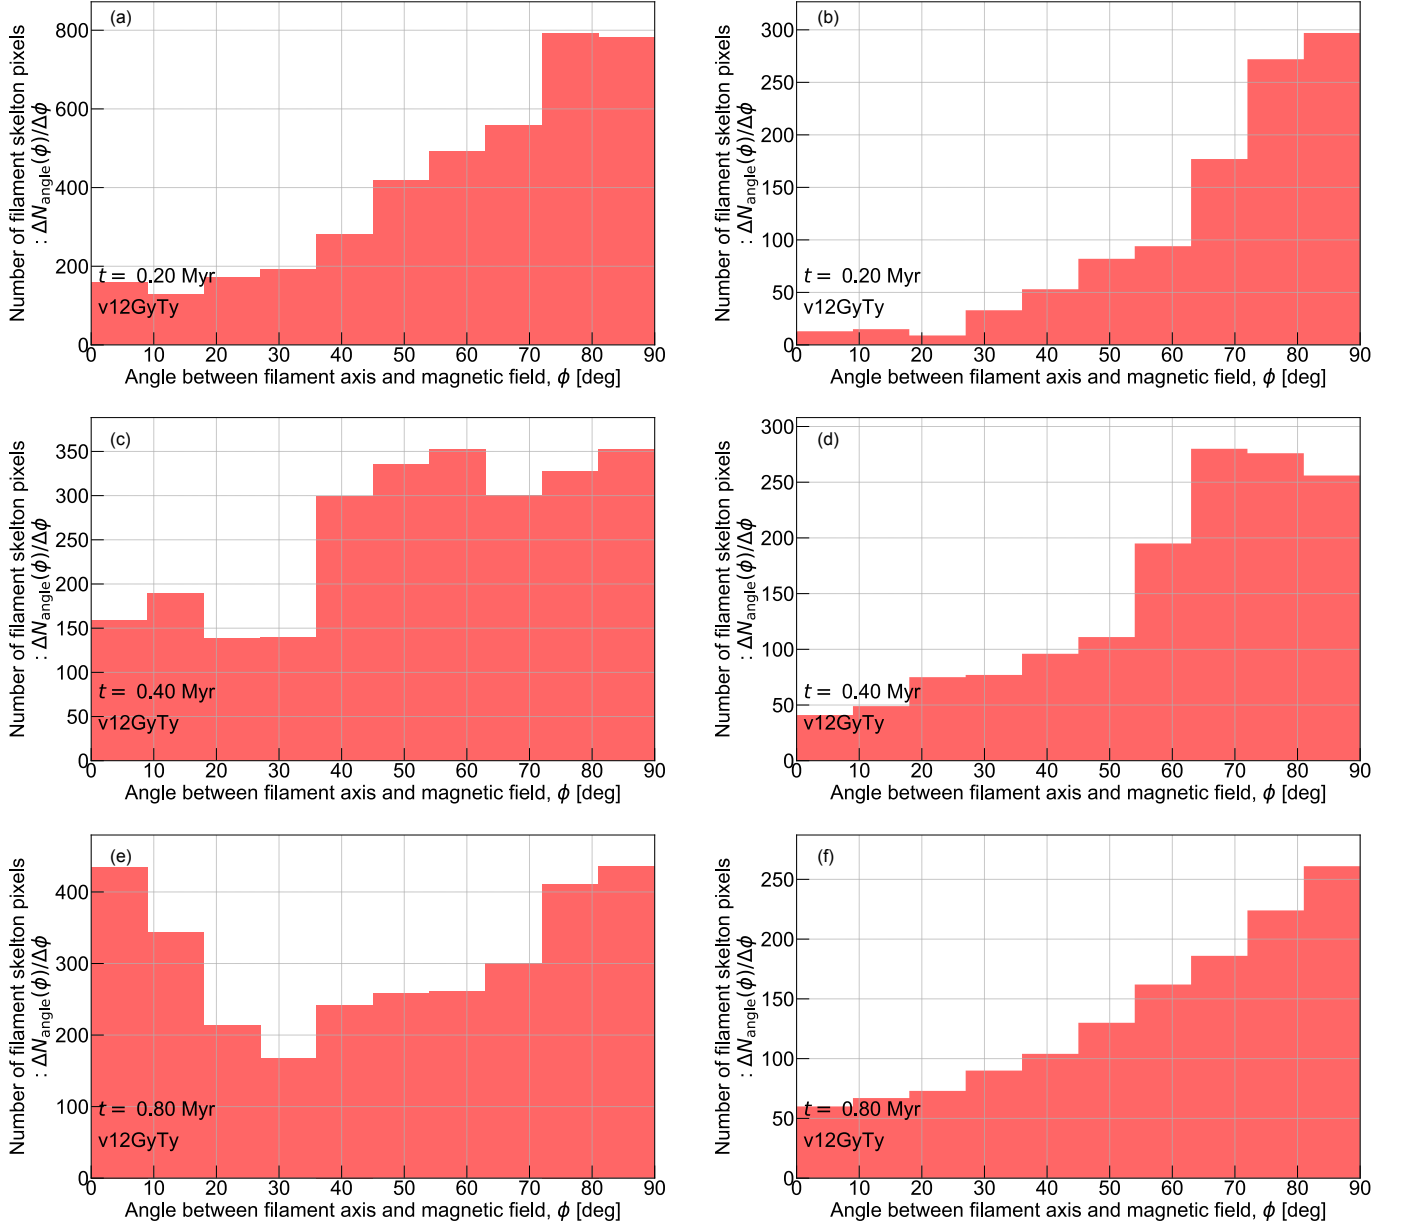 (a)
Number of filament skelton pixels
: ΔN_angle(ϕ)/Δϕ
800
600
400
200
0
t = 0.20 Myr
v12GyTy
0 10 20 30 40 50 60 70 80 90
Angle between filament axis and magnetic field, ϕ [deg]
(b)
Number of filament skelton pixels
: ΔN_angle(ϕ)/Δϕ
300
250
200
150
100
50
0
t = 0.20 Myr
v12GyTy
0 10 20 30 40 50 60 70 80 90
Angle between filament axis and magnetic field, ϕ [deg]
(c)
Number of filament skelton pixels
: ΔN_angle(ϕ)/Δϕ
350
300
250
200
150
100
50
0
t = 0.40 Myr
v12GyTy
0 10 20 30 40 50 60 70 80 90
Angle between filament axis and magnetic field, ϕ [deg]
(d)
Number of filament skelton pixels
: ΔN_angle(ϕ)/Δϕ
300
250
200
150
100
50
0
t = 0.40 Myr
v12GyTy
0 10 20 30 40 50 60 70 80 90
Angle between filament axis and magnetic field, ϕ [deg]
(e)
Number of filament skelton pixels
: ΔN_angle(ϕ)/Δϕ
400
300
200
100
0
t = 0.80 Myr
v12GyTy
0 10 20 30 40 50 60 70 80 90
Angle between filament axis and magnetic field, ϕ [deg]
(f)
Number of filament skelton pixels
: ΔN_angle(ϕ)/Δϕ
250
200
150
100
50
0
t = 0.80 Myr
v12GyTy
0 10 20 30 40 50 60 70 80 90
Angle between filament axis and magnetic field, ϕ [deg]